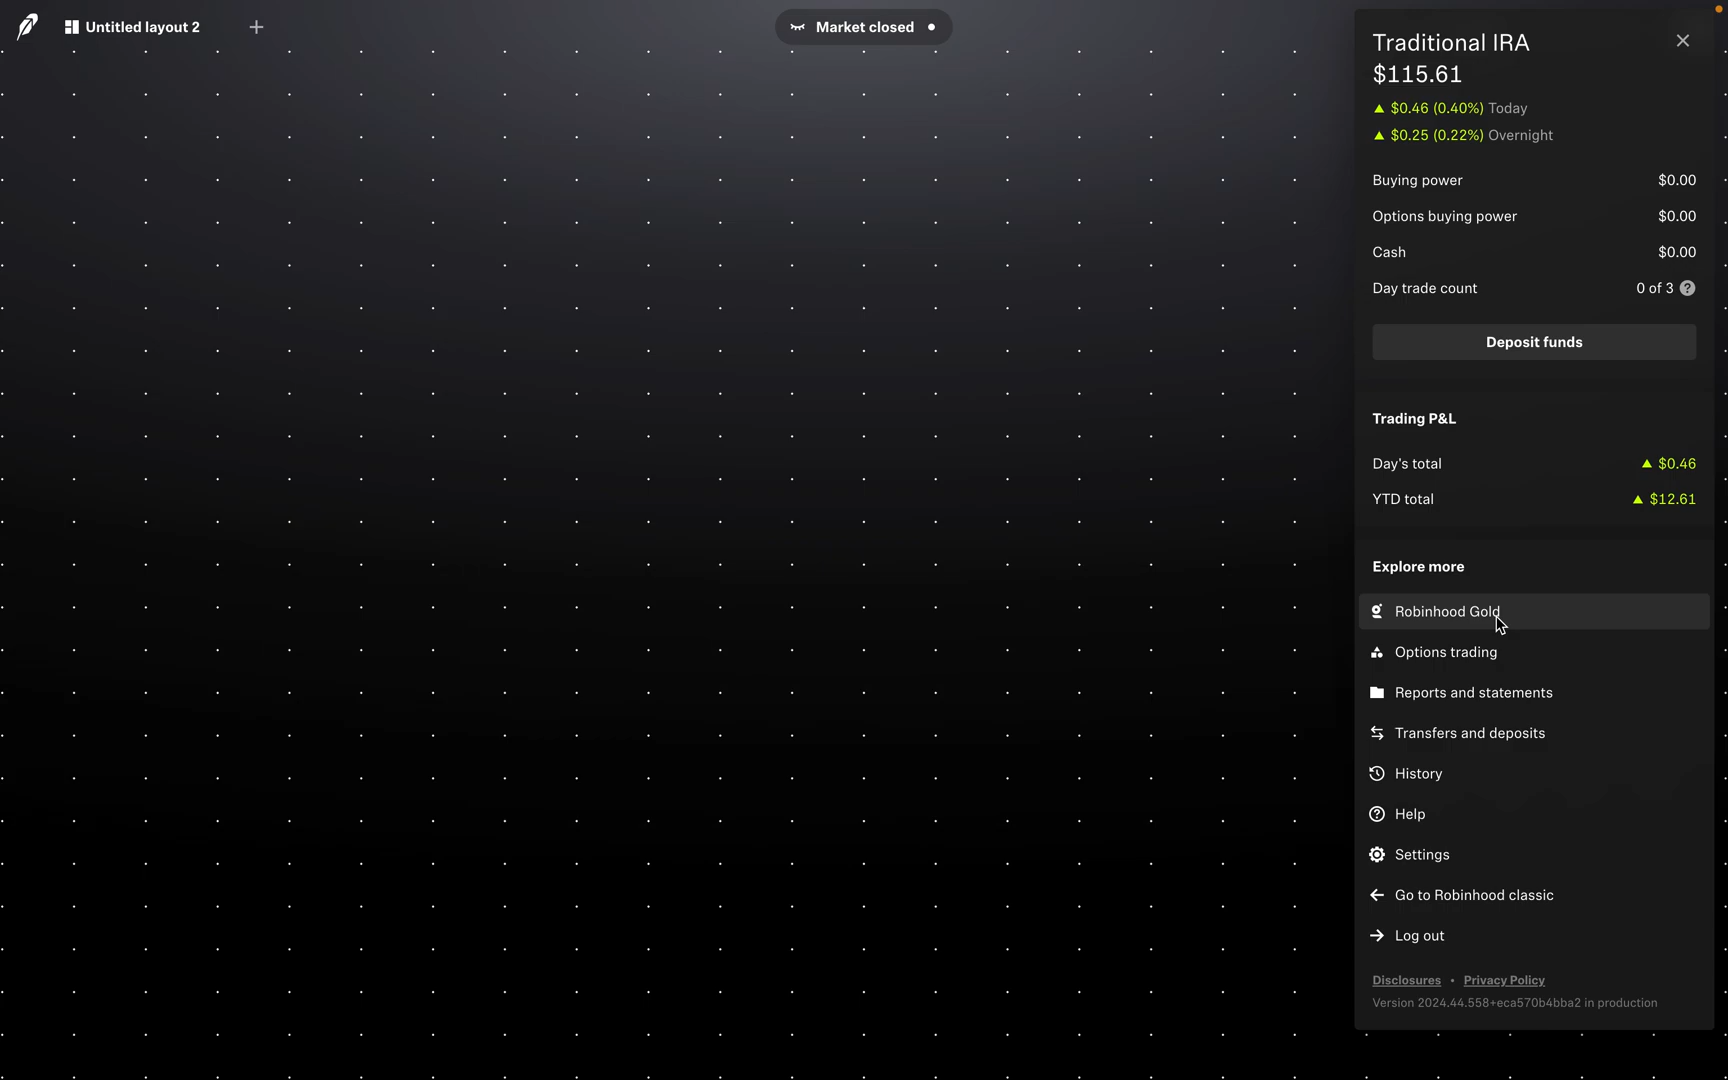 Untitled layout 2
Market closed
Traditional IRA
$115.61
$0.46 (0.40%) Today
$0.25 (0.22%) Overnight
Buying power $0.00
Options buying power $0.00
Cash $0.00
Day trade count 0 of 3 ?
Deposit funds
Trading P&L
Day's total $0.46
YTD total $12.61
Explore more
Robinhood Gold
Options trading
Reports and statements
Transfers and deposits
History
Help
Settings
Go to Robinhood classic
Log out
Disclosures • Privacy Policy
Version 2024.44.558+eca570b4bba2 in production